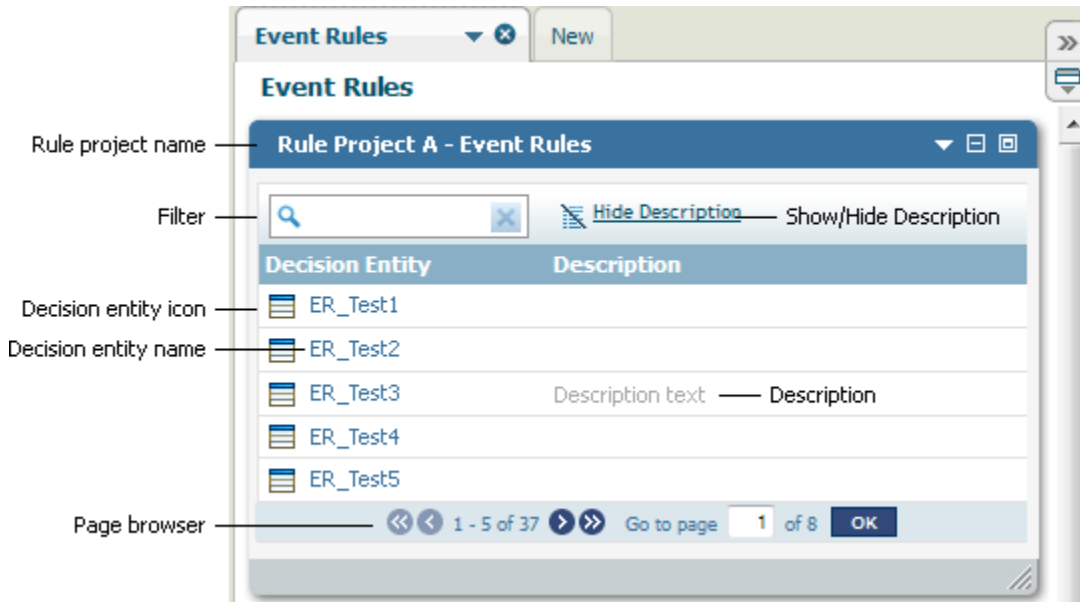 Event Rules
New
Event Rules
Rule project name
Rule Project A - Event Rules
Filter
Hide Description
Show/Hide Description
Decision Entity
Description
Decision entity icon
ER_Test1
Decision entity name
ER_Test2
ER_Test3
Description text
Description
ER_Test4
ER_Test5
Page browser
1 - 5 of 37
Go to page
1
of 8
OK